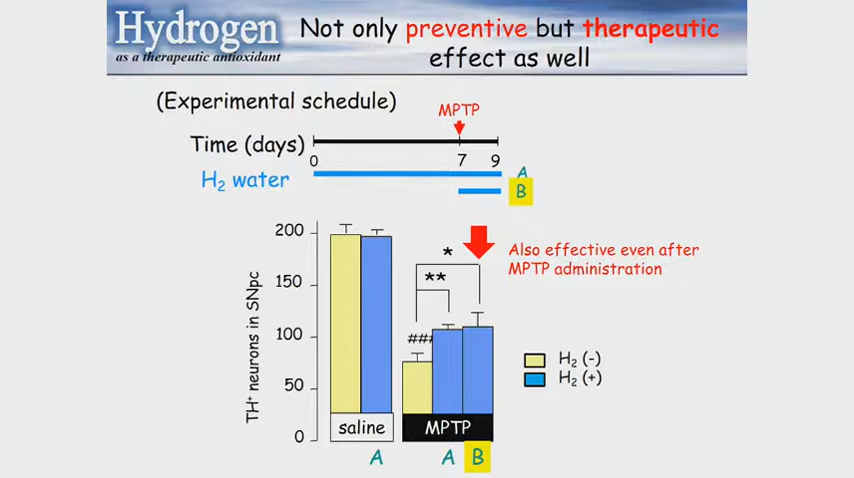 Hydrogen
as a therapeutic antioxidant
Not only preventive but therapeutic
effect as well
(Experimental schedule)
MPTP
Time (days)
0 7 9
H₂ water
A
B
Also effective even after
MPTP administration
TH⁺ neurons in SNpc
200
150
100
50
0
*
**
##
H₂ (-)
H₂ (+)
saline
MPTP
A A B